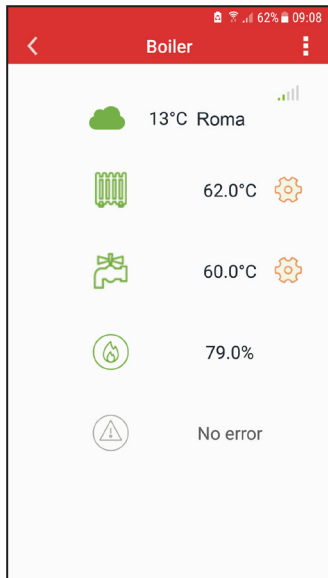 62% 09:08
Boiler
13°C Roma
62.0°C
60.0°C
79.0%
No error